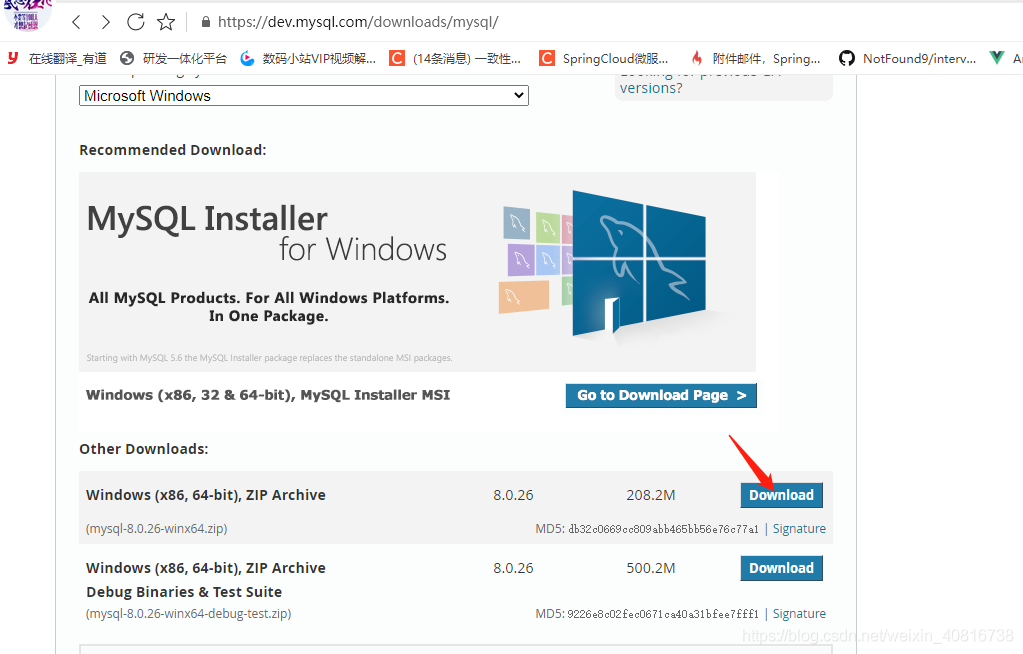 https://dev.mysql.com/downloads/mysql/
在线翻译_有道 研发一体化平台 数码小站VIP视频解... (14条消息) 一致性... SpringCloud微服... 附件邮件，Spring... NotFound9/interv...
versions?
Microsoft Windows
Recommended Download:
MySQL Installer
for Windows
All MySQL Products. For All Windows Platforms.
In One Package.
Starting with MySQL 5.6 the MySQL Installer package replaces the standalone MSI packages.
Windows (x86, 32 & 64-bit), MySQL Installer MSI Go to Download Page >
Other Downloads:
Windows (x86, 64-bit), ZIP Archive 8.0.26 208.2M Download
(mysql-8.0.26-winx64.zip) MD5: db32c0669cc809abb465bb56e76c77a1 | Signature
Windows (x86, 64-bit), ZIP Archive 8.0.26 500.2M Download
Debug Binaries & Test Suite
(mysql-8.0.26-winx64-debug-test.zip) MD5: 9226e8c02fec0671ca40a31bfee7fff1 | Signature
https://blog.csdn.net/weixin_40816738